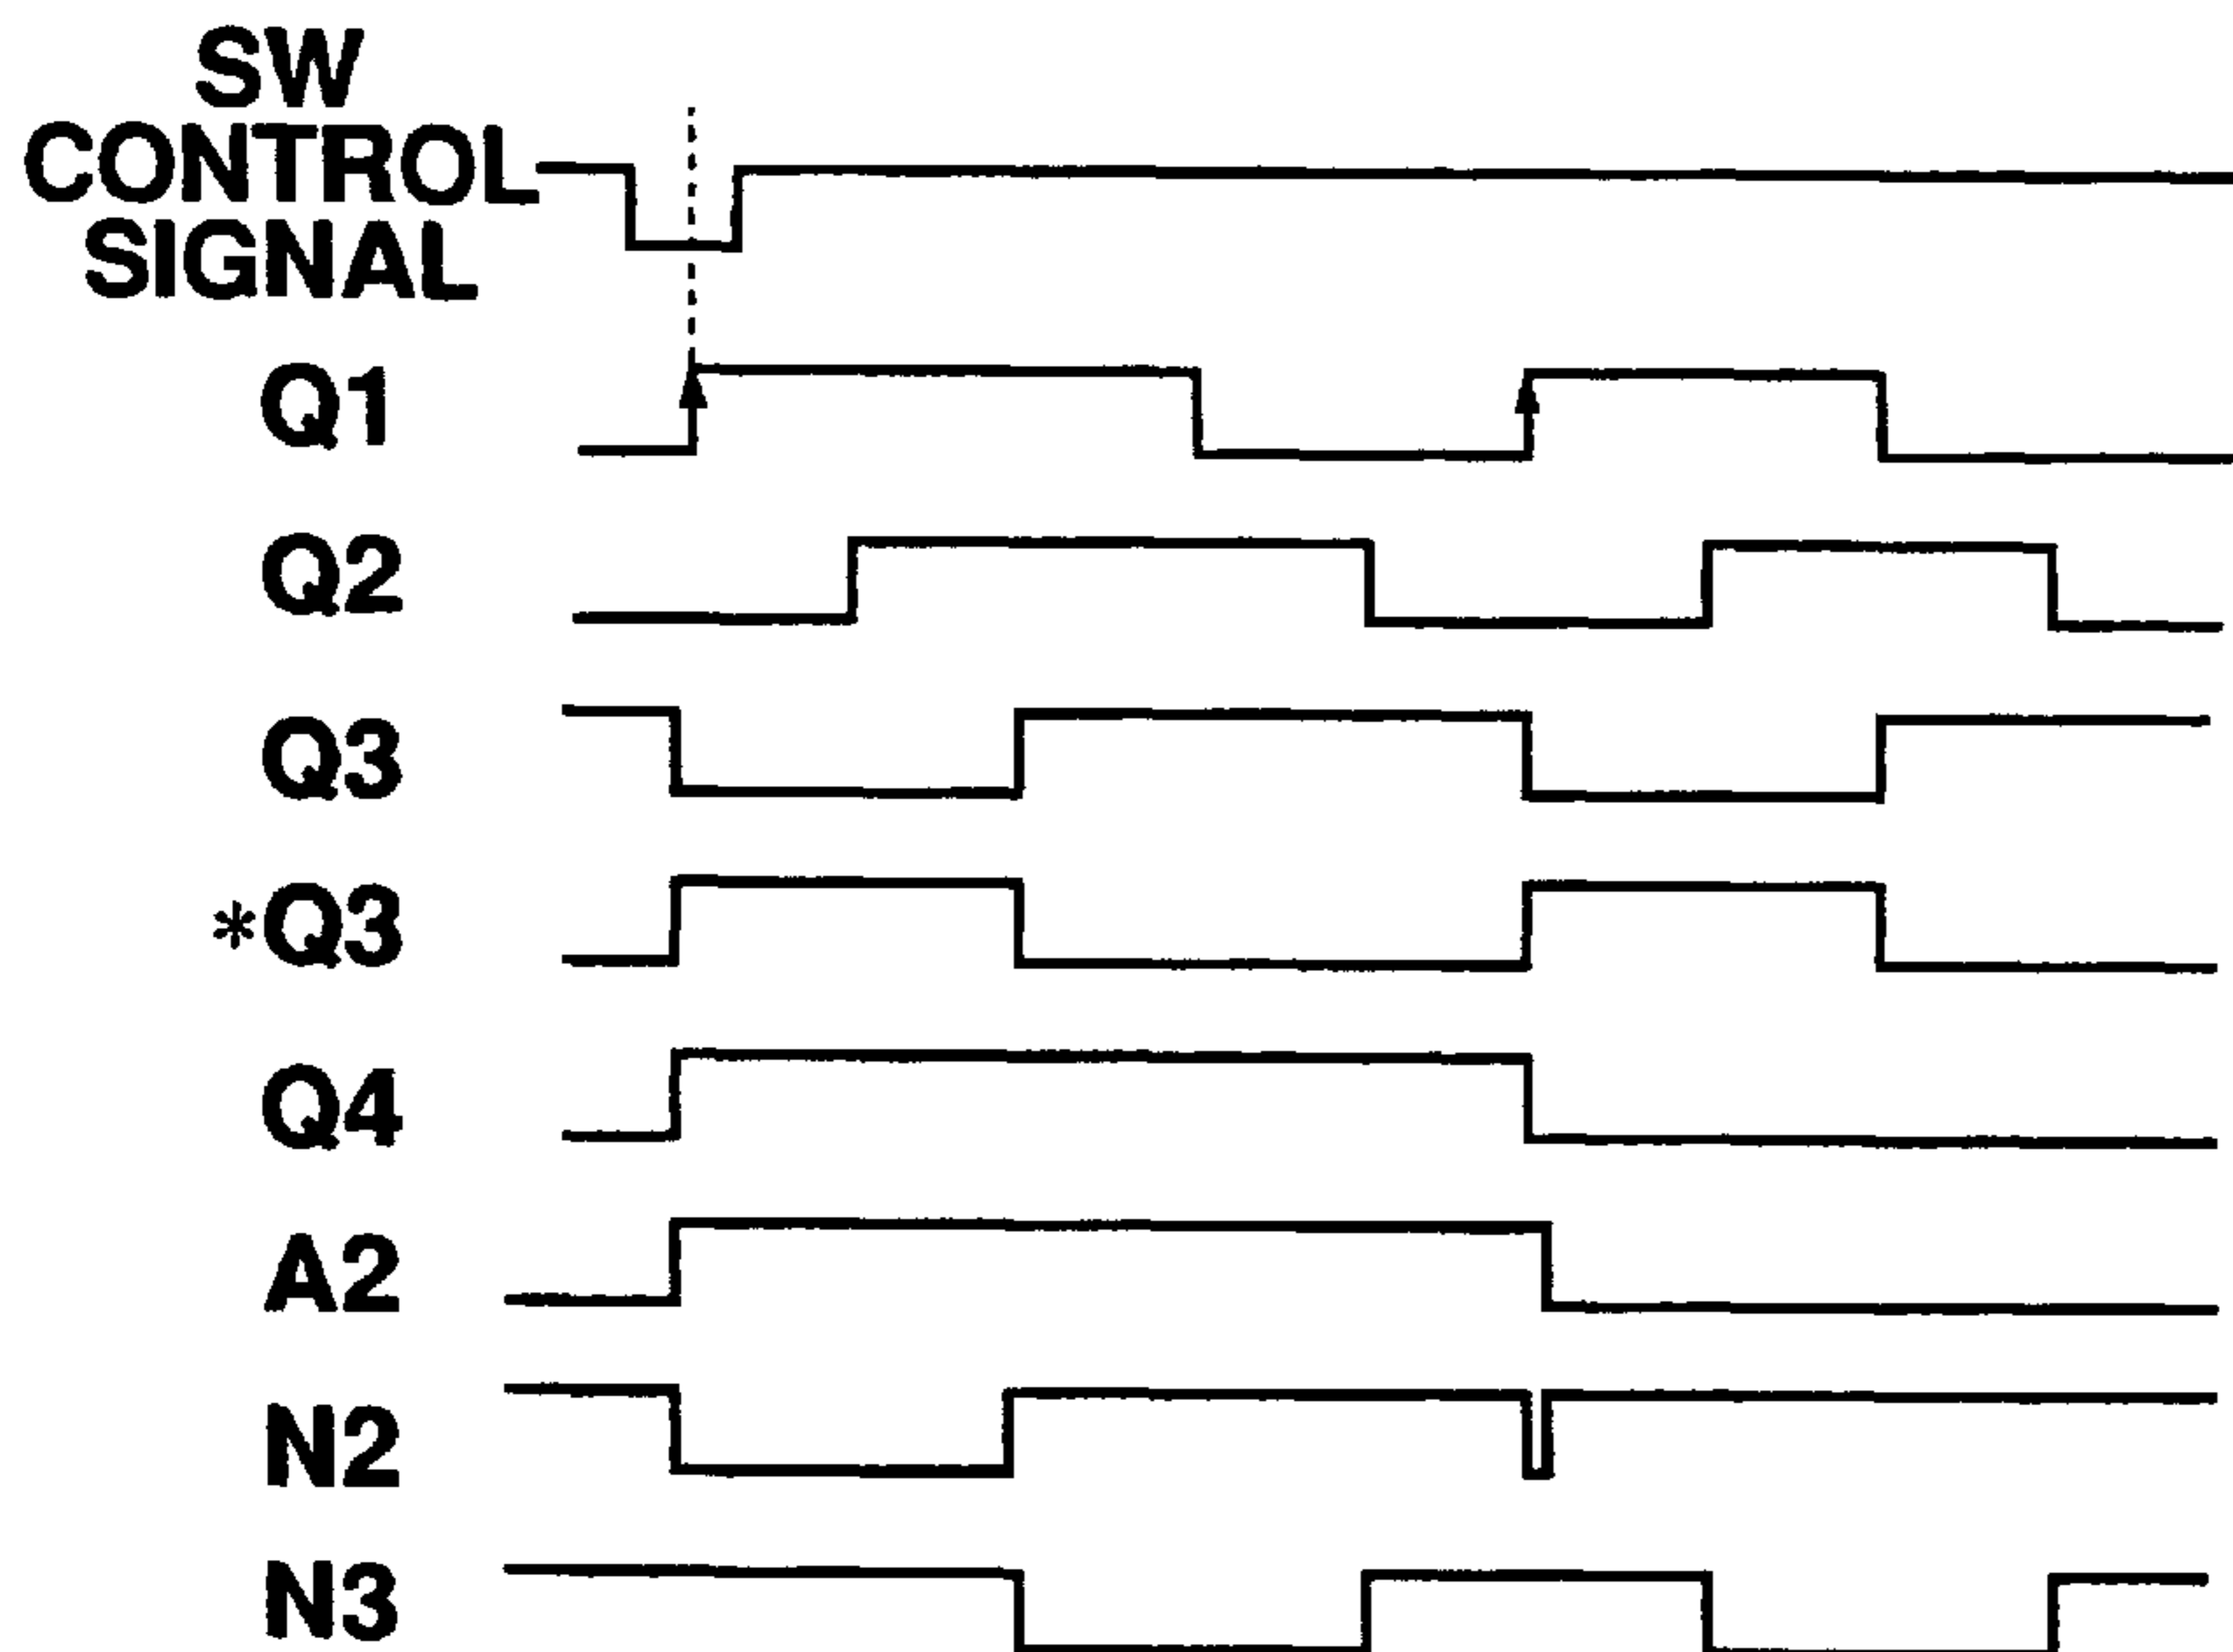 SW
CONTROL
SIGNAL
Q1
Q2
Q3
*Q3
Q4
A2
N2
N3